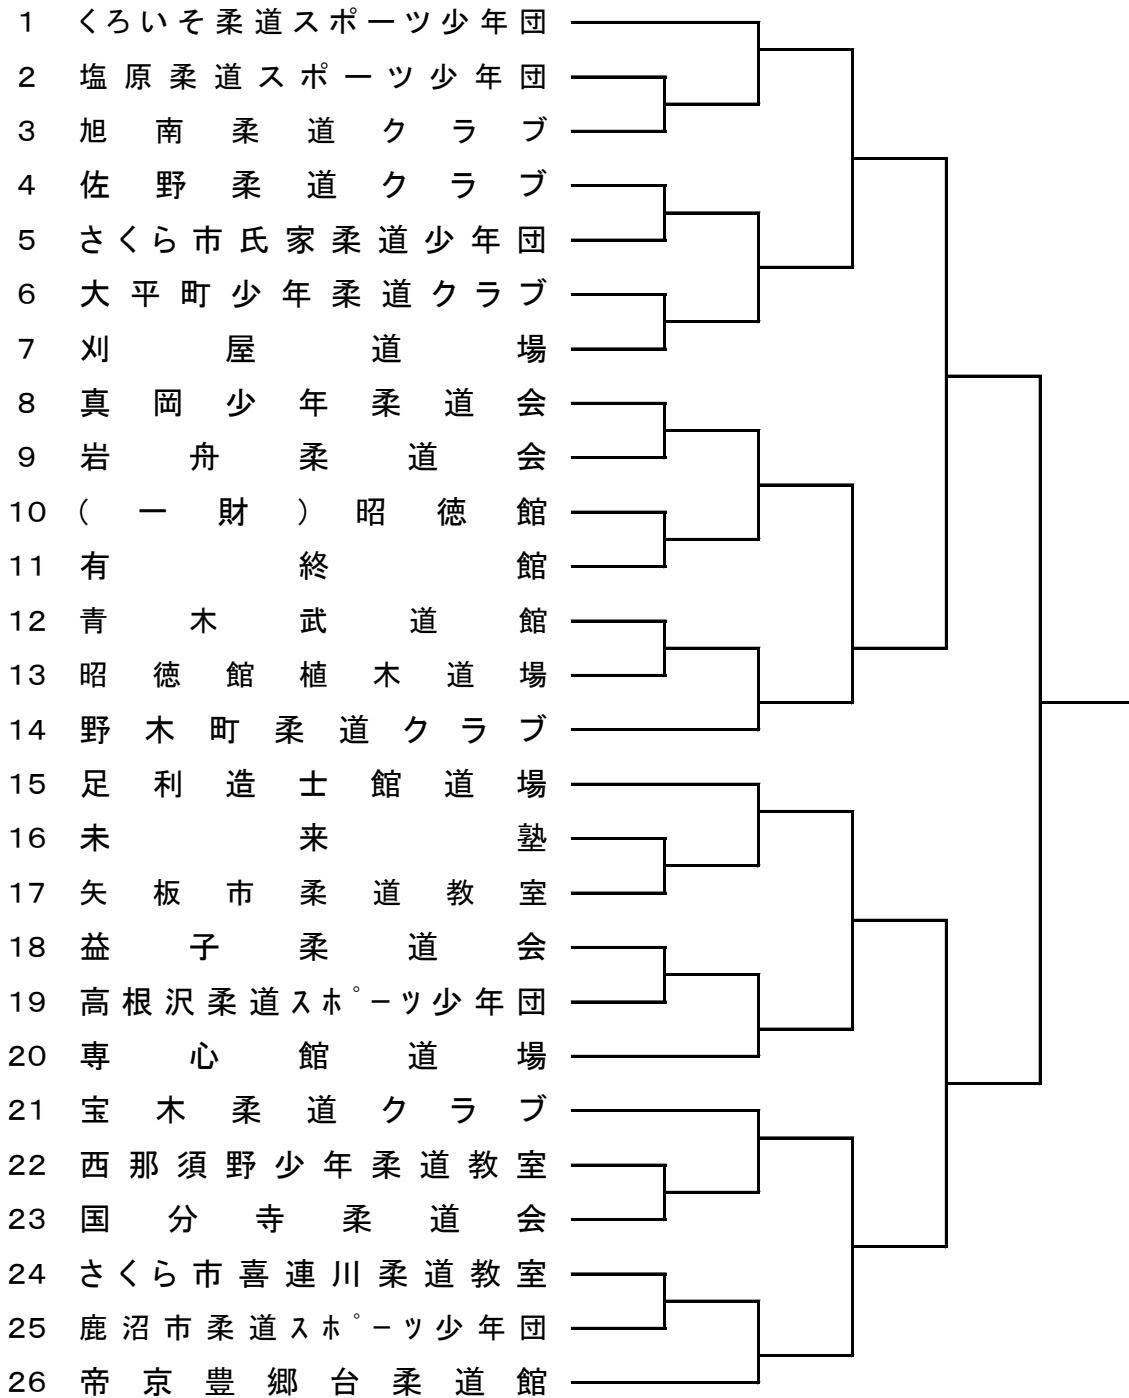 1 くろいそ柔道スポーツ少年団
2 塩原柔道スポーツ少年団
3 旭南柔道クラブ
4 佐野柔道クラブ
5 さくら市氏家柔道少年団
6 大平町少年柔道クラブ
7 刈屋道場
8 真岡少年柔道会
9 岩舟柔道会
10 （一財）昭徳館
11 有終館
12 青木武道館
13 昭徳館植木道場
14 野木町柔道クラブ
15 足利造士館道場
16 未来塾
17 矢板市柔道教室
18 益子柔道会
19 高根沢柔道ｽﾎﾟｰﾂ少年団
20 専心館道場
21 宝木柔道クラブ
22 西那須野少年柔道教室
23 国分寺柔道会
24 さくら市喜連川柔道教室
25 鹿沼市柔道ｽﾎﾟｰﾂ少年団
26 帝京豊郷台柔道館